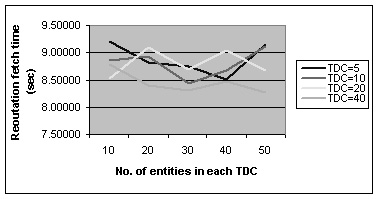 Reputation fetch time
(sec)
9.50000
9.00000
8.50000
8.00000
7.50000
10 20 30 40 50
No. of entities in each TDC
TDC=5
TDC=10
TDC=20
TDC=40